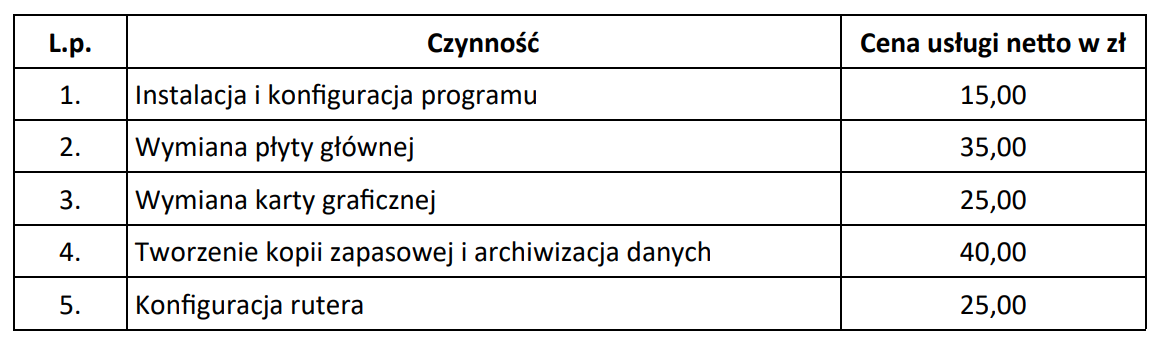 L.p. Czynność Cena usługi netto w zł
1. Instalacja i konfiguracja programu 15,00
2. Wymiana płyty głównej 35,00
3. Wymiana karty graficznej 25,00
4. Tworzenie kopii zapasowej i archiwizacja danych 40,00
5. Konfiguracja rutera 25,00